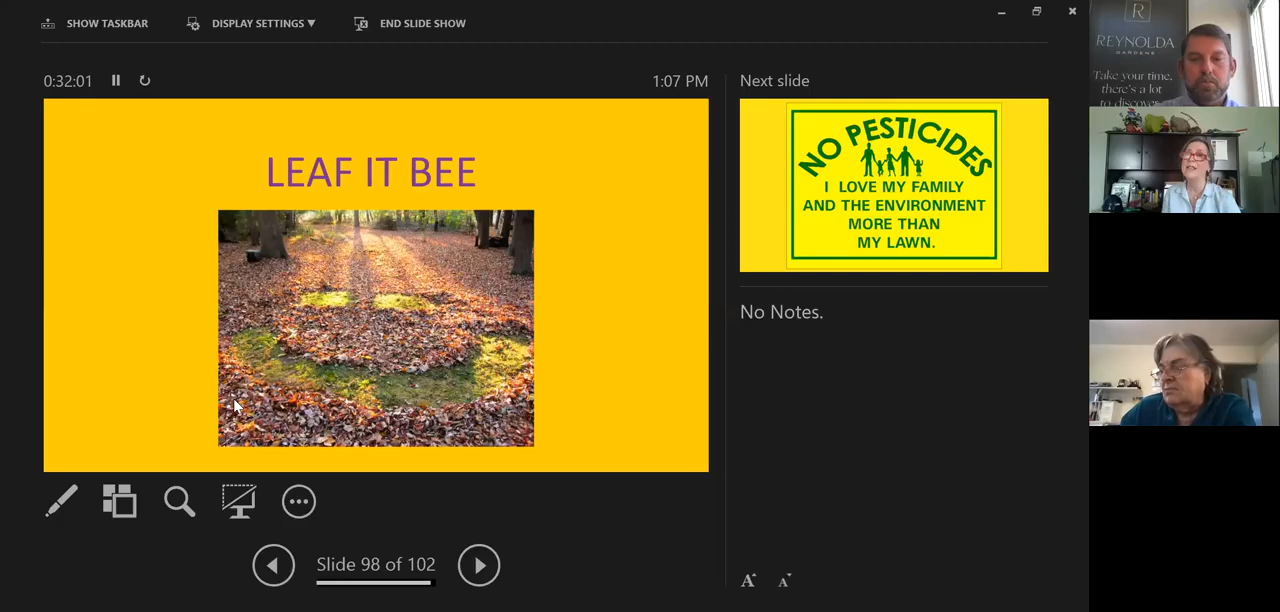 SHOW TASKBAR
DISPLAY SETTINGS ▼
END SLIDE SHOW
0:32:01
1:07 PM
Next slide
LEAF IT BEE
NO PESTICIDES
I LOVE MY FAMILY
AND THE ENVIRONMENT
MORE THAN
MY LAWN.
No Notes.
Slide 98 of 102
A
A
R
REYNOLDA
GARDENS
Take your time,
there's a lot
to discover